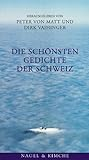 HERAUSGEGEBEN VON
PETER VON MATT UND
DIRK VAIHINGER
DIE SCHÖNSTEN
GEDICHTE
DER SCHWEIZ
NAGEL & KIMCHE